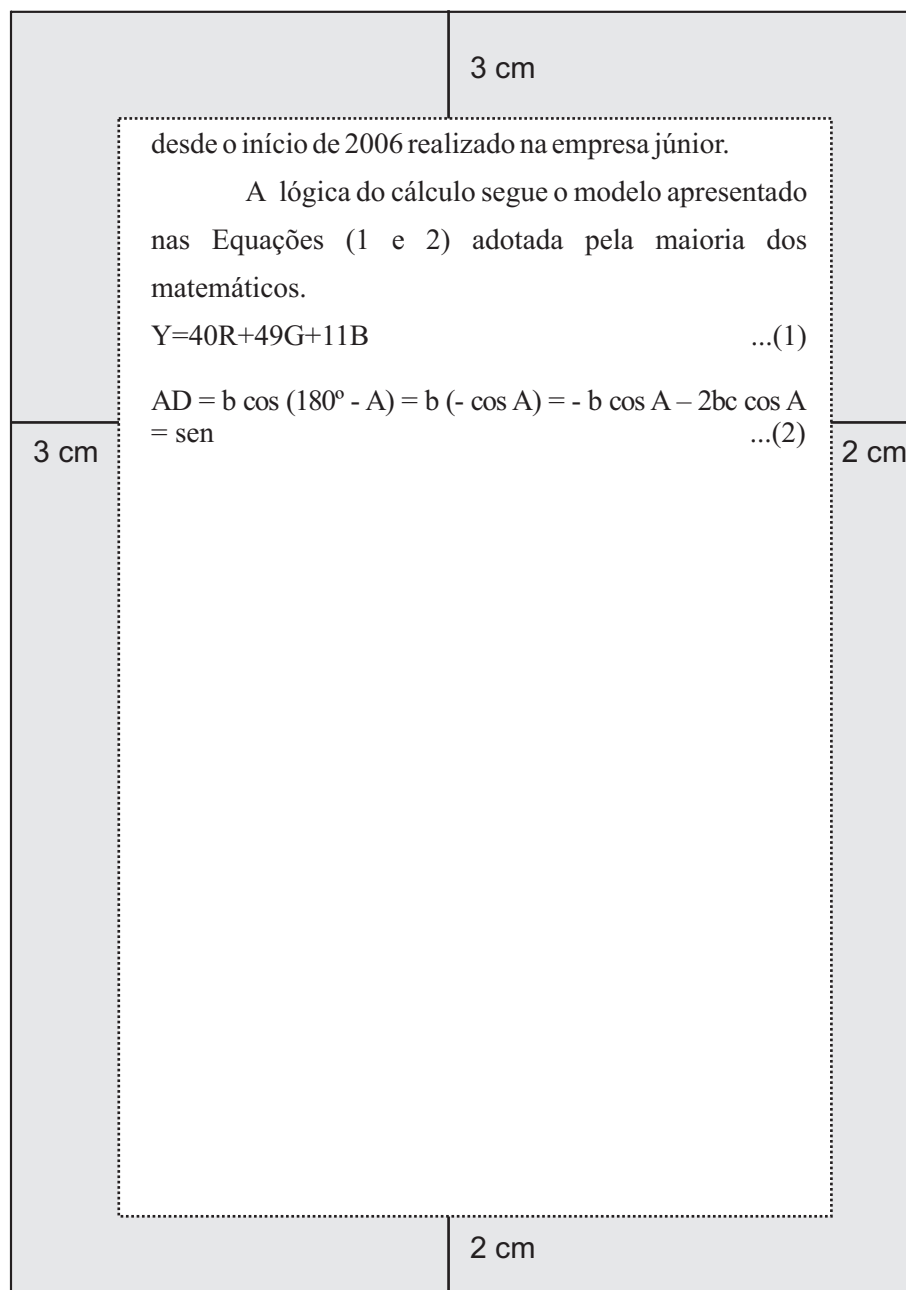 3 cm
desde o início de 2006 realizado na empresa júnior.
A lógica do cálculo segue o modelo apresentado
nas Equações (1 e 2) adotada pela maioria dos
matemáticos.
Y=40R+49G+11B ...(1)
AD = b cos (180º - A) = b (- cos A) = - b cos A – 2bc cos A
= sen ...(2)
3 cm
2 cm
2 cm